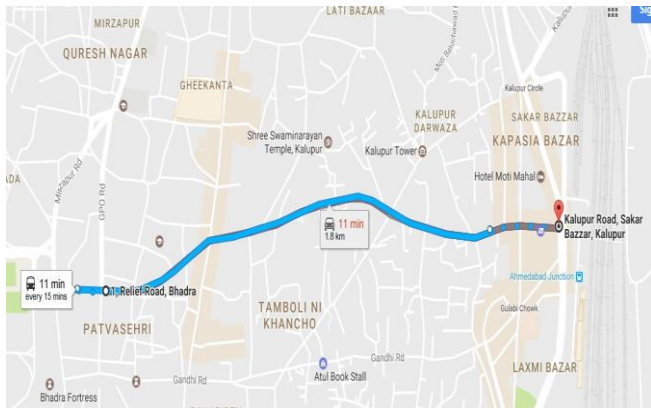 LATI BAZAAR
MIRZAPUR
QURESH NAGAR
GHEEKANTA
Kalupur Circle
KALUPUR
DARWAZA
SAKAR BAZZAR
KAPASIA BAZAR
Shree Swaminarayan
Temple, Kalupur
Kalupur Tower
Hotel Moti Mahal
Mirzapur Rd
GPO Rd
11 min
1.8 km
Kalupur Road, Sakar
Bazzar, Kalupur
11 min
every 15 mins
1, Relief Road, Bhadra
Ahmedabad Junction
TAMBOLI NI
KHANCHO
Gulabi Chowk
PATVASEHRI
Gandhi Rd
Atul Book Stall
LAXMI BAZAR
Gandhi Rd
Bhadra Fortress